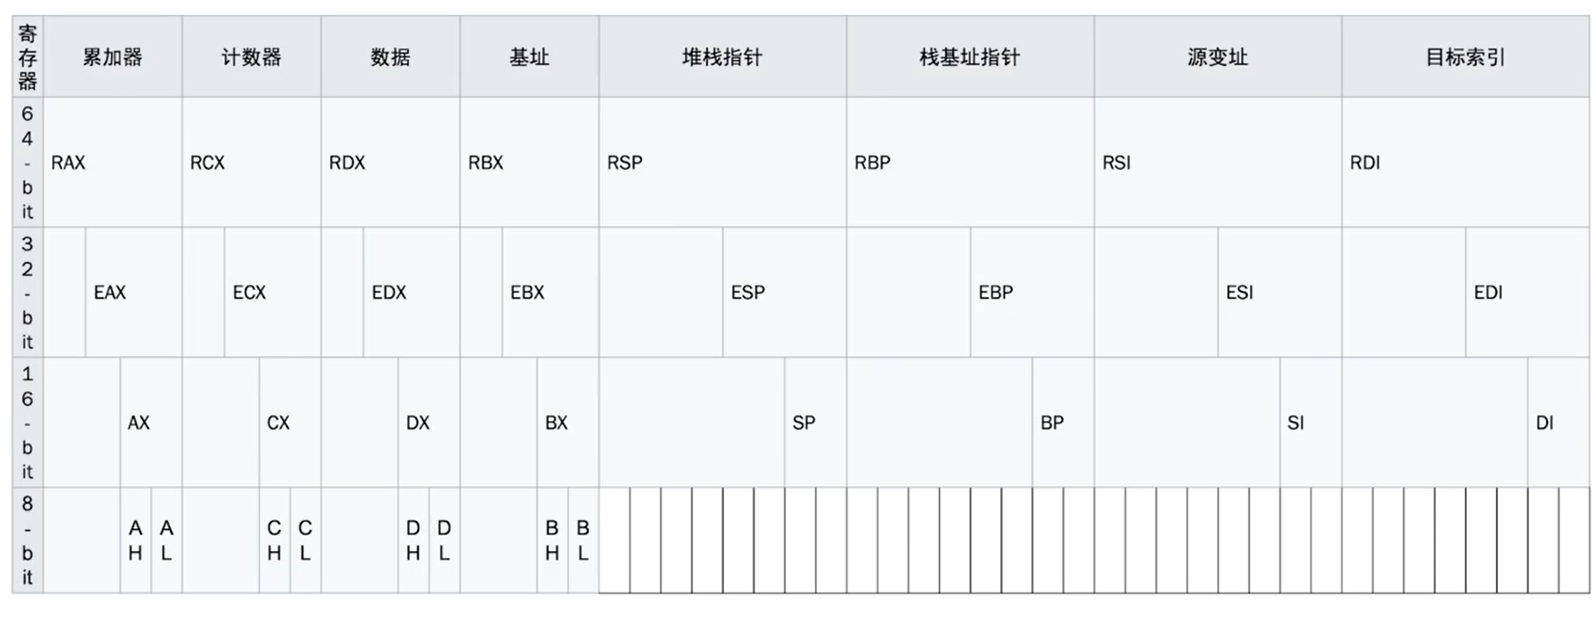 寄存器 累加器 计数器 数据 基址 堆栈指针 栈基址指针 源变址 目标索引
64-bit RAX RCX RDX RBX RSP RBP RSI RDI
32-bit EAX ECX EDX EBX ESP EBP ESI EDI
16-bit AX CX DX BX SP BP SI DI
8-bit AH AL CH CL DH DL BH BL